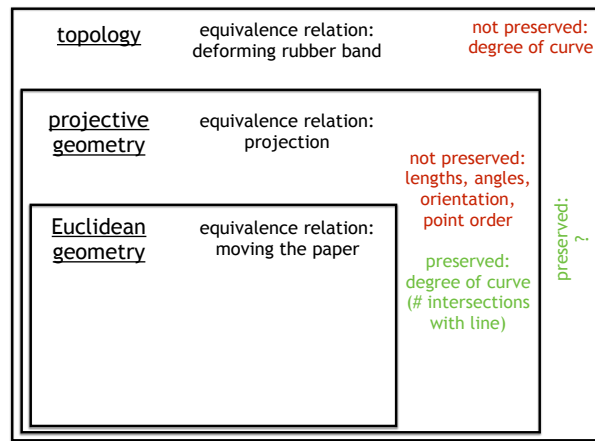 topology
equivalence relation:
deforming rubber band
not preserved:
degree of curve
projective
geometry
equivalence relation:
projection
not preserved:
lengths, angles,
orientation,
point order
Euclidean
geometry
equivalence relation:
moving the paper
preserved:
degree of curve
(# intersections
with line)
preserved:
?